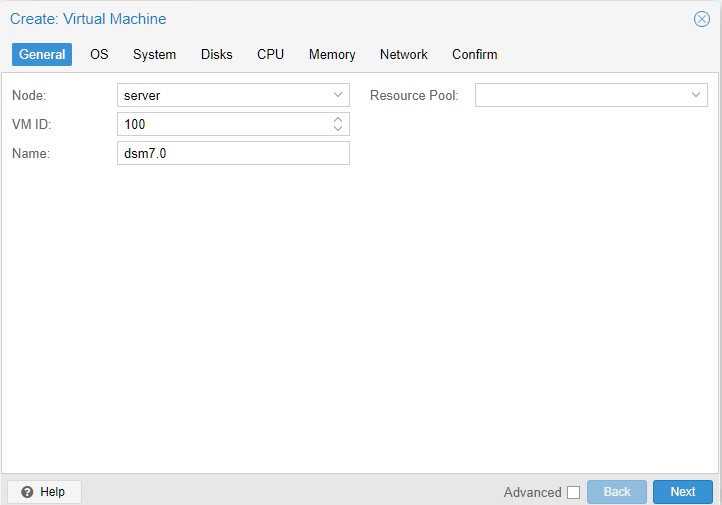 Create: Virtual Machine
General OS System Disks CPU Memory Network Confirm
Node: server Resource Pool:
VM ID: 100
Name: dsm7.0
Help Advanced Back Next